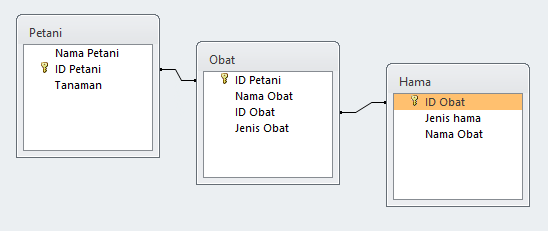 Petani
Nama Petani
ID Petani
Tanaman
Obat
ID Petani
Nama Obat
ID Obat
Jenis Obat
Hama
ID Obat
Jenis hama
Nama Obat